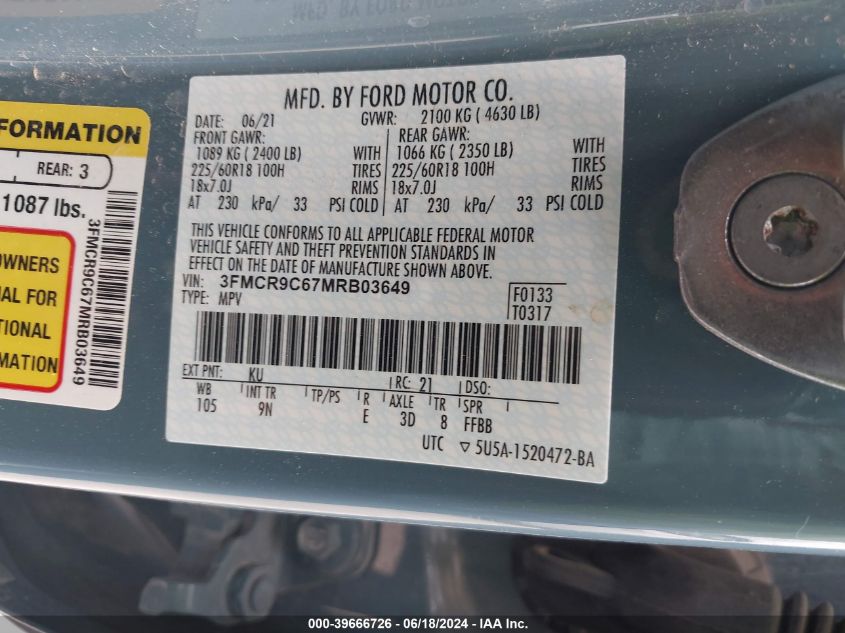 MFD. BY FORD MOTOR CO.
DATE: 06/21 GVWR: 2100 KG ( 4630 LB)
FRONT GAWR: REAR GAWR:
1089 KG ( 2400 LB) WITH 1066 KG ( 2350 LB) WITH
225/60R18 100H TIRES 225/60R18 100H TIRES
18x7.0J RIMS 18x7.0J RIMS
AT 230 kPa/ 33 PSI COLD AT 230 kPa/ 33 PSI COLD
THIS VEHICLE CONFORMS TO ALL APPLICABLE FEDERAL MOTOR
VEHICLE SAFETY AND THEFT PREVENTION STANDARDS IN
EFFECT ON THE DATE OF MANUFACTURE SHOWN ABOVE.
VIN: 3FMCR9C67MRB03649 F0133
TYPE: MPV T0317
EXT PNT: KU RC: 21 DSO:
WB INT TR TP/PS R AXLE TR SPR
105 9N E 3D 8 FFBB
UTC ▽ 5U5A-1520472-BA
FORMATION
REAR: 3
1087 lbs.
OWNERS
AL FOR
TIONAL
MATION
3FMCR9C67MRB03649
000-39666726 - 06/18/2024 - IAA Inc.